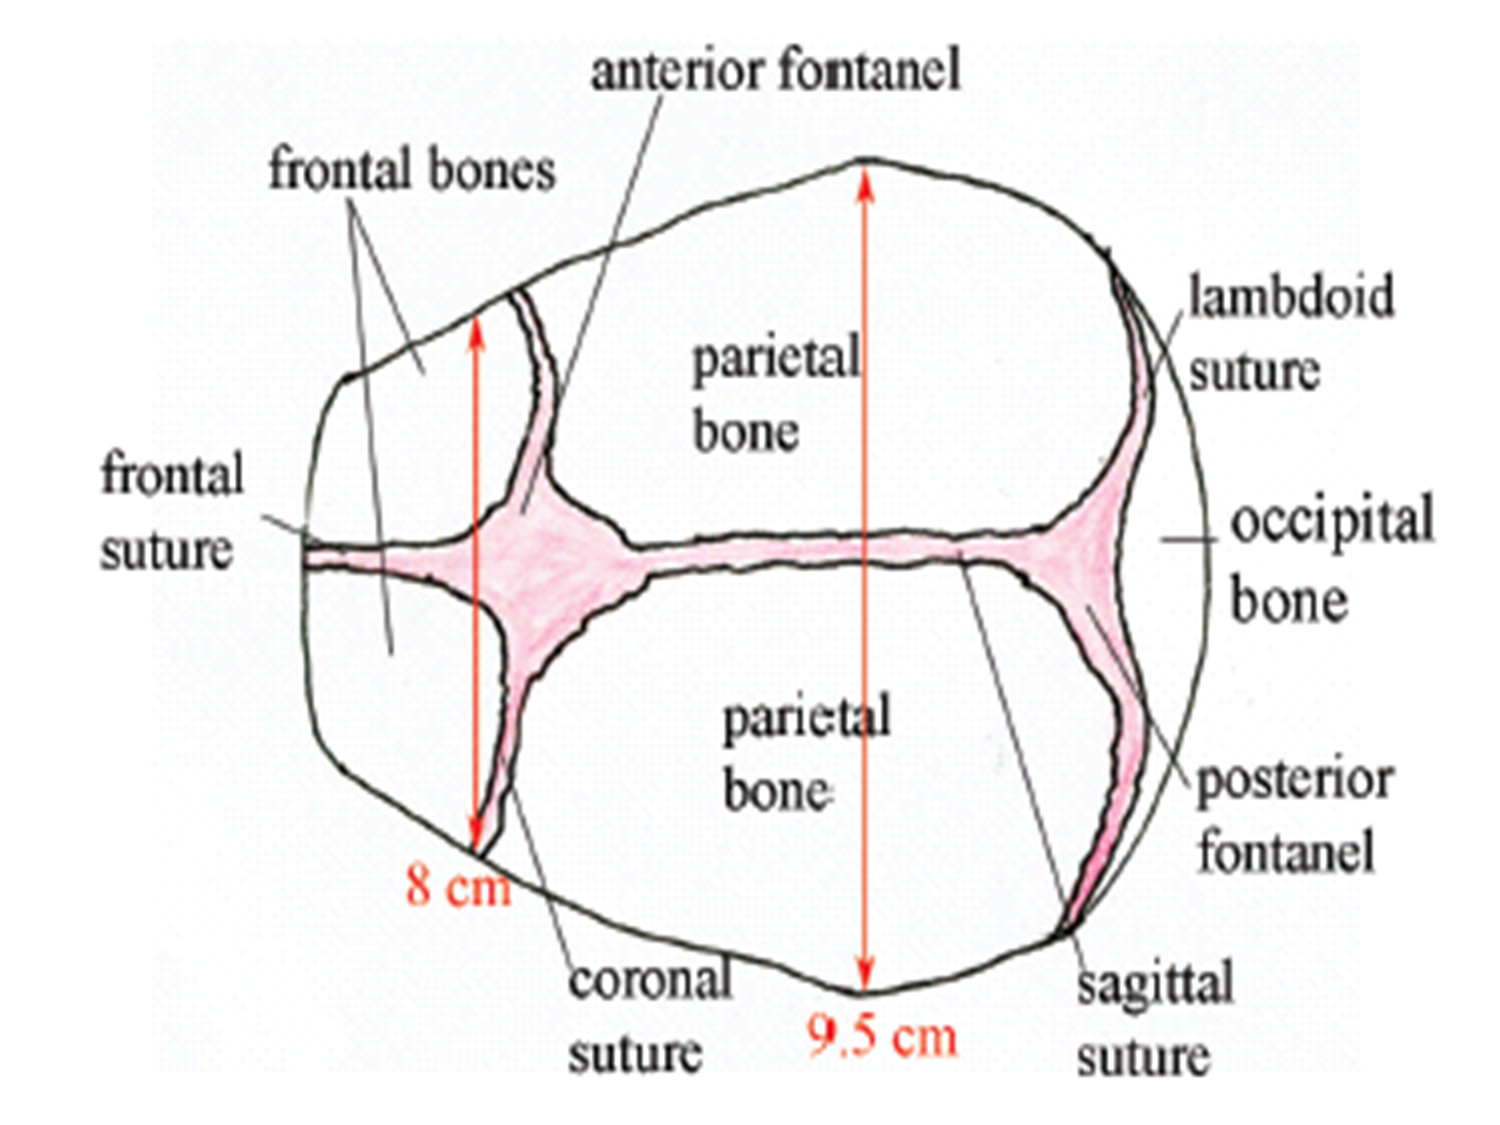 anterior fontanel
frontal bones
lambdoid
suture
parietal
bone
frontal
suture
occipital
bone
parietal
bone
posterior
fontanel
8 cm
coronal
suture
9.5 cm
sagittal
suture